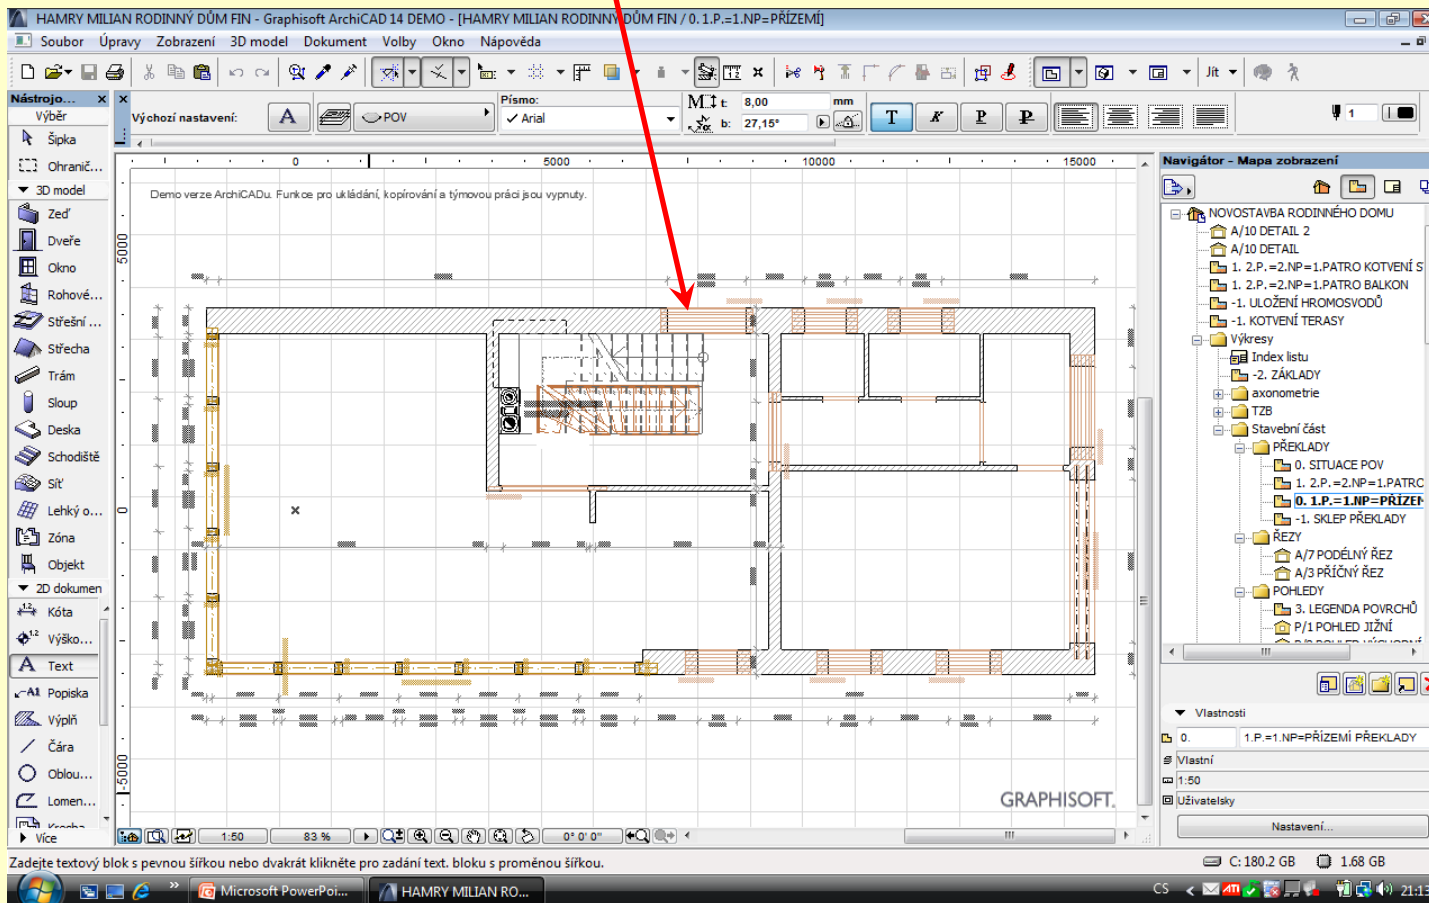 HAMRY MILIAN RODINNÝ DŮM FIN - Graphisoft ArchiCAD 14 DEMO - [HAMRY MILIAN RODINNÝ DŮM FIN / 0. 1.P.=1.NP=PŘÍZEMÍ]
Soubor Úpravy Zobrazení 3D model Dokument Volby Okno Nápověda
Jít
Nástrojo...
Výběr
Šipka
Ohranič...
3D model
Zeď
Dveře
Okno
Rohové...
Střešní ...
Střecha
Trám
Sloup
Deska
Schodiště
Síť
Lehký o...
Zóna
Objekt
2D dokumen
Kóta
Výško...
A Text
A1 Popiska
Výplň
Čára
Oblou...
Lomen...
Více
Výchozí nastavení:
A
POV
Písmo:
Arial
M t: 8,00 mm
b: 27,15°
T K P P
1
0 5000 10000 15000
5000
0
-5000
Demo verze ArchiCADu. Funkce pro ukládání, kopírování a týmovou práci jsou vypnuty.
GRAPHISOFT.
1:50 83 % 0° 0' 0"
Navigátor - Mapa zobrazení
NOVOSTAVBA RODINNÉHO DOMU
A/10 DETAIL 2
A/10 DETAIL
1. 2.P.=2.NP=1.PATRO KOTVENÍ S
1. 2.P.=2.NP=1.PATRO BALKON
-1. ULOŽENÍ HROMOSVODŮ
-1. KOTVENÍ TERASY
Výkresy
Index listu
-2. ZÁKLADY
axonometrie
TZB
Stavební část
PŘEKLADY
0. SITUACE POV
1. 2.P.=2.NP=1.PATRO
0. 1.P.=1.NP=PŘÍZEM
-1. SKLEP PŘEKLADY
ŘEZY
A/7 PODÉLNÝ ŘEZ
A/3 PŘÍČNÝ ŘEZ
POHLEDY
3. LEGENDA POVRCHŮ
P/1 POHLED JIŽNÍ
Vlastnosti
0. 1.P.=1.NP=PŘÍZEMÍ PŘEKLADY
Vlastní
1:50
Uživatelsky
Nastavení...
Zadejte textový blok s pevnou šířkou nebo dvakrát klikněte pro zadání text. bloku s proměnou šířkou.
C: 180.2 GB 1.68 GB
Microsoft PowerPoi...
HAMRY MILIAN RO...
CS
ATI
21:13